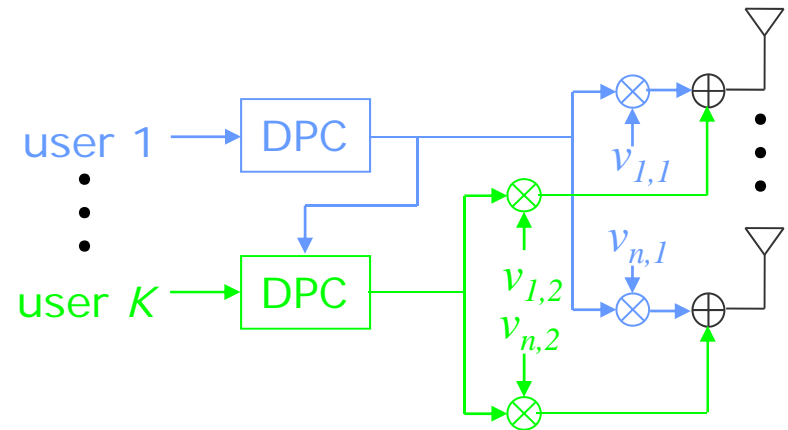 user 1
DPC
v1,1
user K
DPC
v1,2
vn,1
vn,2